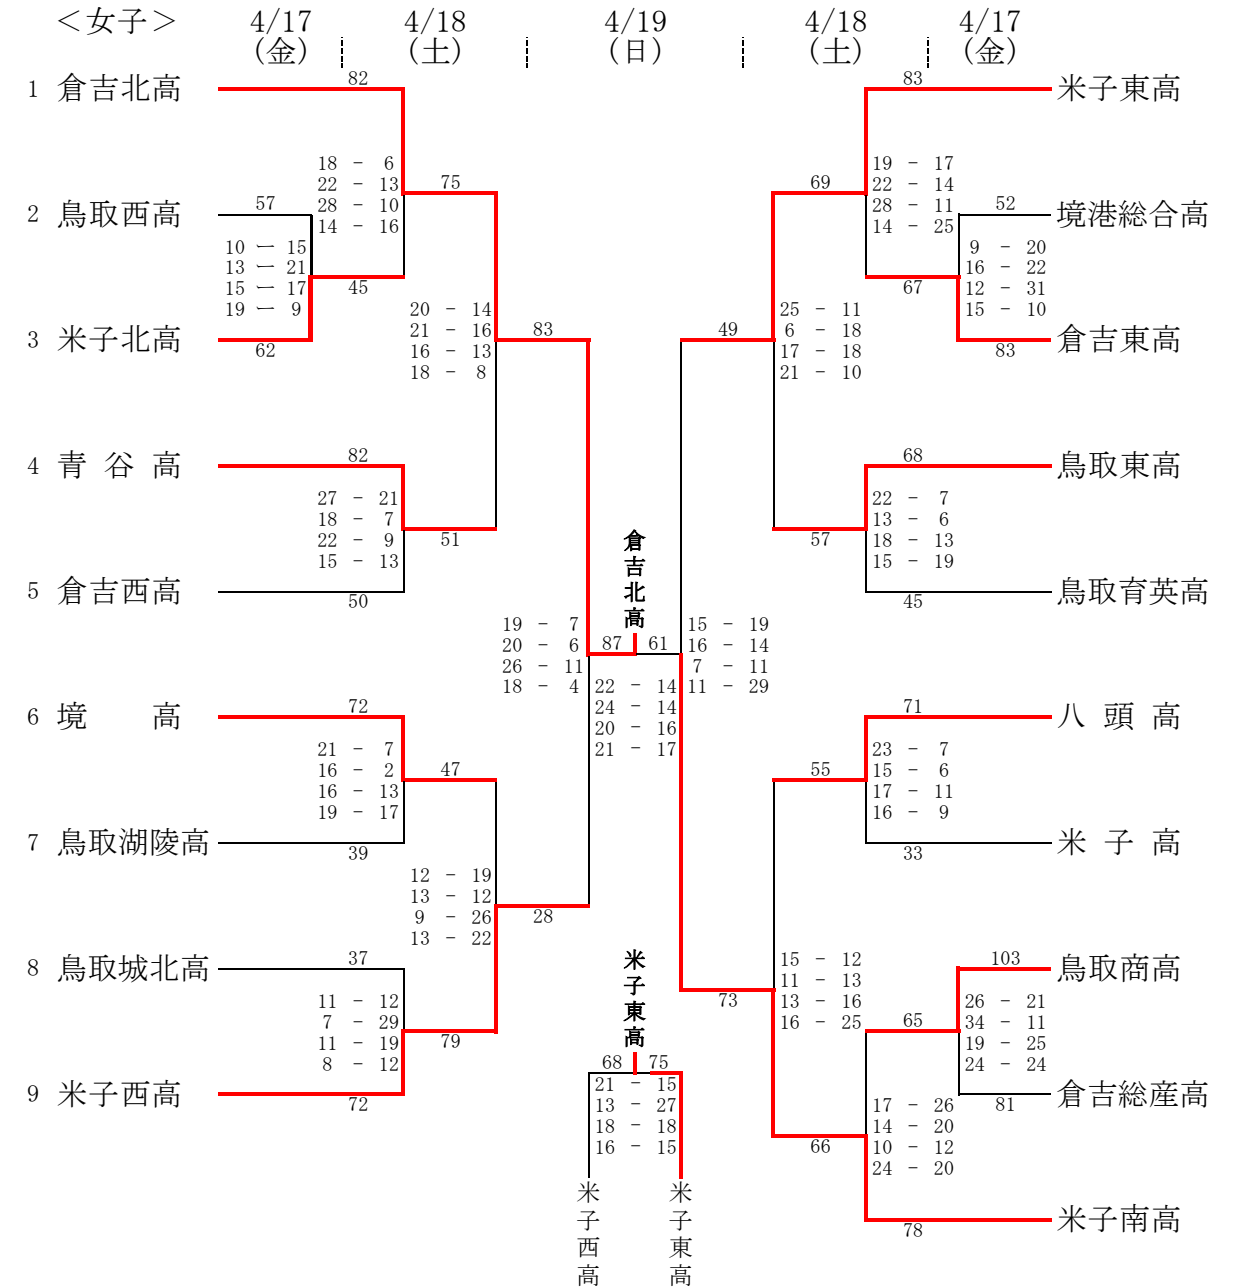 ＜女子＞ 4/17 4/18 4/19 4/18 4/17
(金) (土) (日) (土) (金)
1 倉吉北高
82
18 - 6
22 - 13
28 - 10
14 - 16
75
2 鳥取西高
57
10 ー 15
13 ー 21
15 ー 17
19 ー 9
45
3 米子北高
62
20 - 14
21 - 16
16 - 13
18 - 8
83
4 青谷高
82
27 - 21
18 - 7
22 - 9
15 - 13
51
5 倉吉西高
50
19 - 7
20 - 6
26 - 11
18 - 4
6 境 高
72
21 - 7
16 - 2
16 - 13
19 - 17
47
7 鳥取湖陵高
39
12 - 19
13 - 12
9 - 26
13 - 22
28
8 鳥取城北高
37
11 - 12
7 - 29
11 - 19
8 - 12
79
9 米子西高
72
倉吉北高
87 61
22 - 14
24 - 14
20 - 16
21 - 17
米子東高
68 75
21 - 15
13 - 27
18 - 18
16 - 15
米子西高
米子東高
83
米子東高
69
19 - 17
22 - 14
28 - 11
14 - 25
52
境港総合高
9 - 20
16 - 22
12 - 31
15 - 10
67
83
倉吉東高
49
25 - 11
6 - 18
17 - 18
21 - 10
68
鳥取東高
22 - 7
13 - 6
18 - 13
15 - 19
57
45
鳥取育英高
15 - 19
16 - 14
7 - 11
11 - 29
71
八頭高
55
23 - 7
15 - 6
17 - 11
16 - 9
33
米子高
15 - 12
11 - 13
13 - 16
16 - 25
73
103
鳥取商高
65
26 - 21
34 - 11
19 - 25
24 - 24
81
倉吉総産高
17 - 26
14 - 20
10 - 12
24 - 20
66
78
米子南高